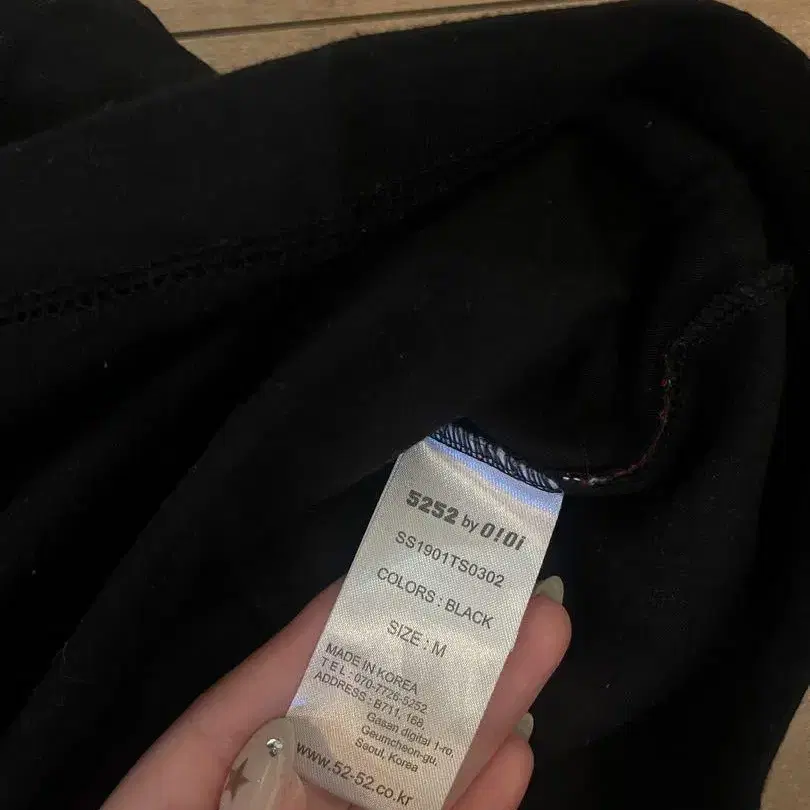 5252 by O!Oi
SS1901TS0302
COLORS : BLACK
SIZE : M
MADE IN KOREA
T E L : 070-7726-5252
ADDRESS : B711, 168,
Gasan digital 1-ro,
Geumcheon-gu,
Seoul, Korea
www.52-52.co.kr